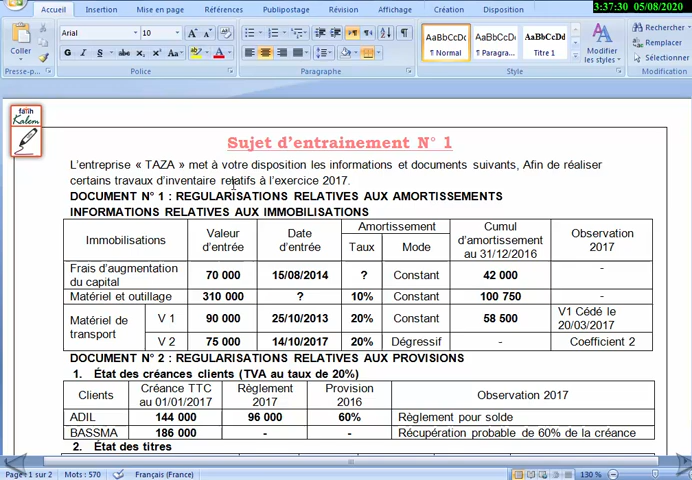 3:37:30 05/08/2020
Accueil Insertion Mise en page Références Publipostage Révision Affichage Création Disposition
Coller
Arial 10
AaBbCcDc AaBbCcDc AaBbCcDd
¶ Normal ¶ Paragra... Titre 1
Modifier
les styles
Rechercher
Remplacer
Sélectionner
Presse-p... Police Paragraphe Style Modification
fatih
Kalem
Sujet d'entrainement N° 1
L'entreprise « TAZA » met à votre disposition les informations et documents suivants, Afin de réaliser
certains travaux d'inventaire relatifs à l'exercice 2017.
DOCUMENT N° 1 : REGULARISATIONS RELATIVES AUX AMORTISSEMENTS
INFORMATIONS RELATIVES AUX IMMOBILISATIONS
Immobilisations Valeur d'entrée Date d'entrée Amortissement Taux Mode Cumul d'amortissement au 31/12/2016 Observation 2017
Frais d'augmentation du capital 70 000 15/08/2014 ? Constant 42 000 -
Matériel et outillage 310 000 ? 10% Constant 100 750 -
Matériel de transport V 1 90 000 25/10/2013 20% Constant 58 500 V1 Cédé le 20/03/2017
V 2 75 000 14/10/2017 20% Dégressif - Coefficient 2
DOCUMENT N° 2 : REGULARISATIONS RELATIVES AUX PROVISIONS
1. État des créances clients (TVA au taux de 20%)
Clients Créance TTC au 01/01/2017 Règlement 2017 Provision 2016 Observation 2017
ADIL 144 000 96 000 60% Règlement pour solde
BASSMA 186 000 - - Récupération probable de 60% de la créance
2. État des titres
Page : 1 sur 2 Mots : 570 Français (France) 130 %